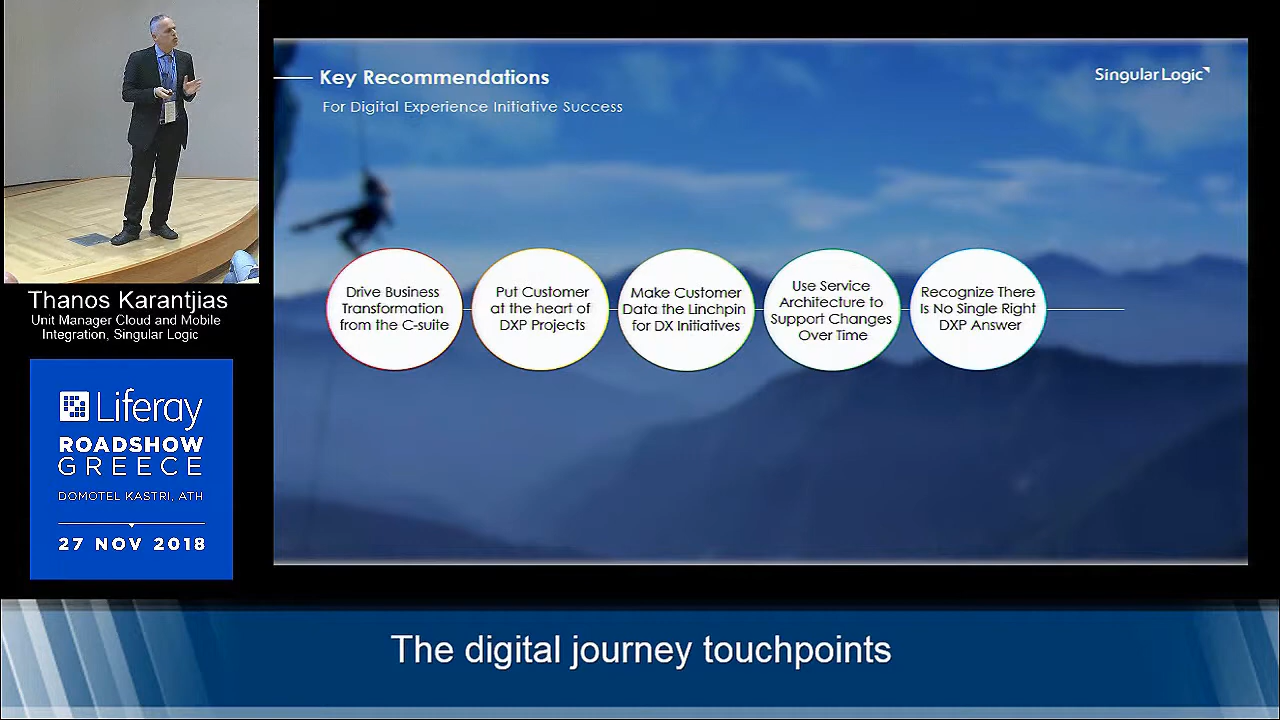 Key Recommendations
For Digital Experience Initiative Success
SingularLogic
Drive Business
Transformation
from the C-suite
Put Customer
at the heart of
DXP Projects
Make Customer
Data the Linchpin
for DX Initiatives
Use Service
Architecture to
Support Changes
Over Time
Recognize There
Is No Single Right
DXP Answer
Thanos Karantjias
Unit Manager Cloud and Mobile
Integration, Singular Logic
Liferay
ROADSHOW
GREECE
DOMOTEL KASTRI, ATH
27 NOV 2018
The digital journey touchpoints